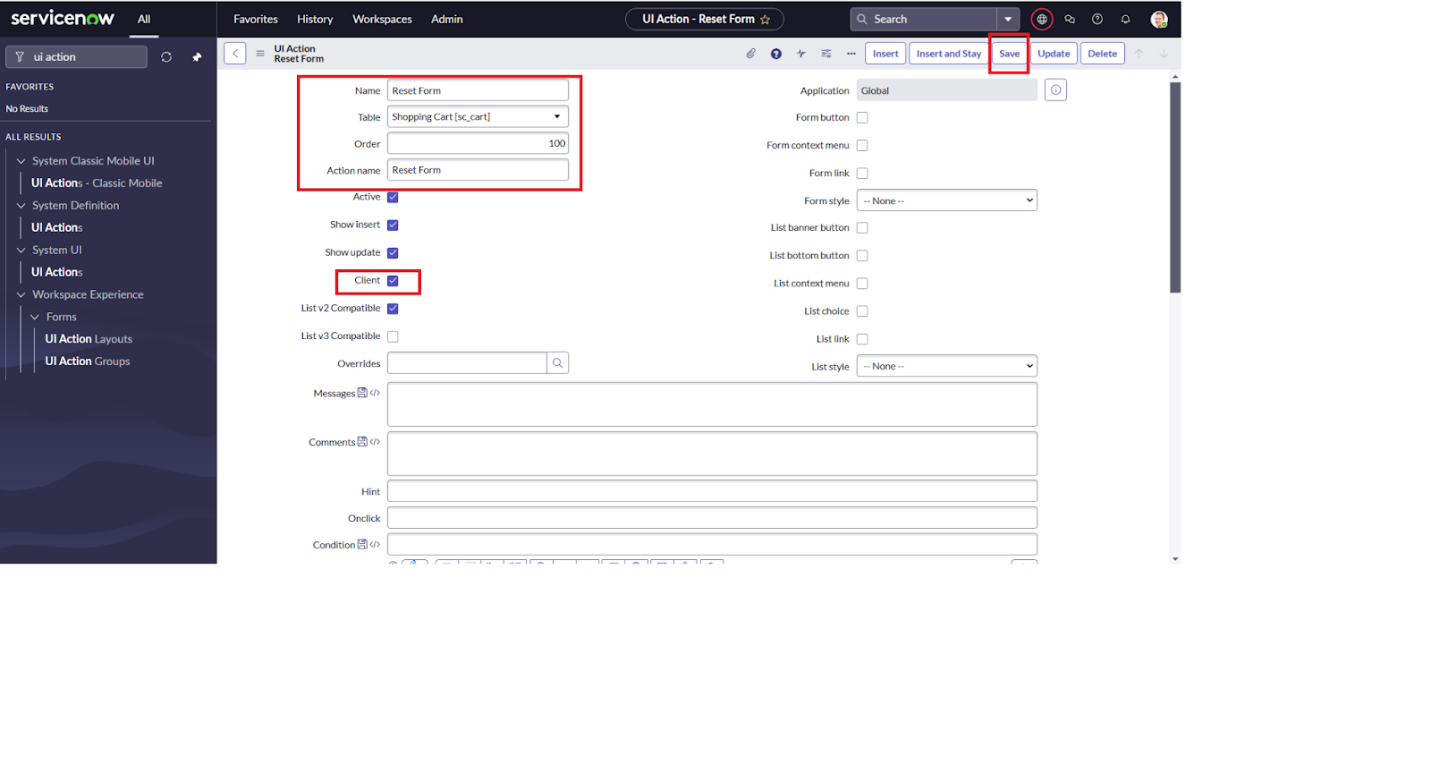 servicenow All Favorites History Workspaces Admin UI Action - Reset Form Search
ui action
FAVORITES
No Results
ALL RESULTS
System Classic Mobile UI
UI Actions - Classic Mobile
System Definition
UI Actions
System UI
UI Actions
Workspace Experience
Forms
UI Action Layouts
UI Action Groups
UI Action
Reset Form
Insert Insert and Stay Save Update Delete
Name Reset Form
Table Shopping Cart [sc_cart]
Order 100
Action name Reset Form
Active
Show insert
Show update
Client
List v2 Compatible
List v3 Compatible
Overrides
Application Global
Form button
Form context menu
Form link
Form style -- None --
List banner button
List bottom button
List context menu
List choice
List link
List style -- None --
Messages
Comments
Hint
Onclick
Condition